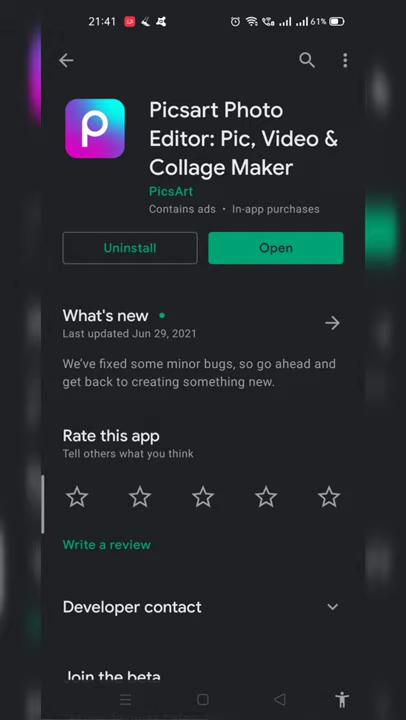 21:41
61%
Picsart Photo
Editor: Pic, Video &
Collage Maker
PicsArt
Contains ads • In-app purchases
Uninstall
Open
What's new •
Last updated Jun 29, 2021
We've fixed some minor bugs, so go ahead and
get back to creating something new.
Rate this app
Tell others what you think
Write a review
Developer contact
Join the beta